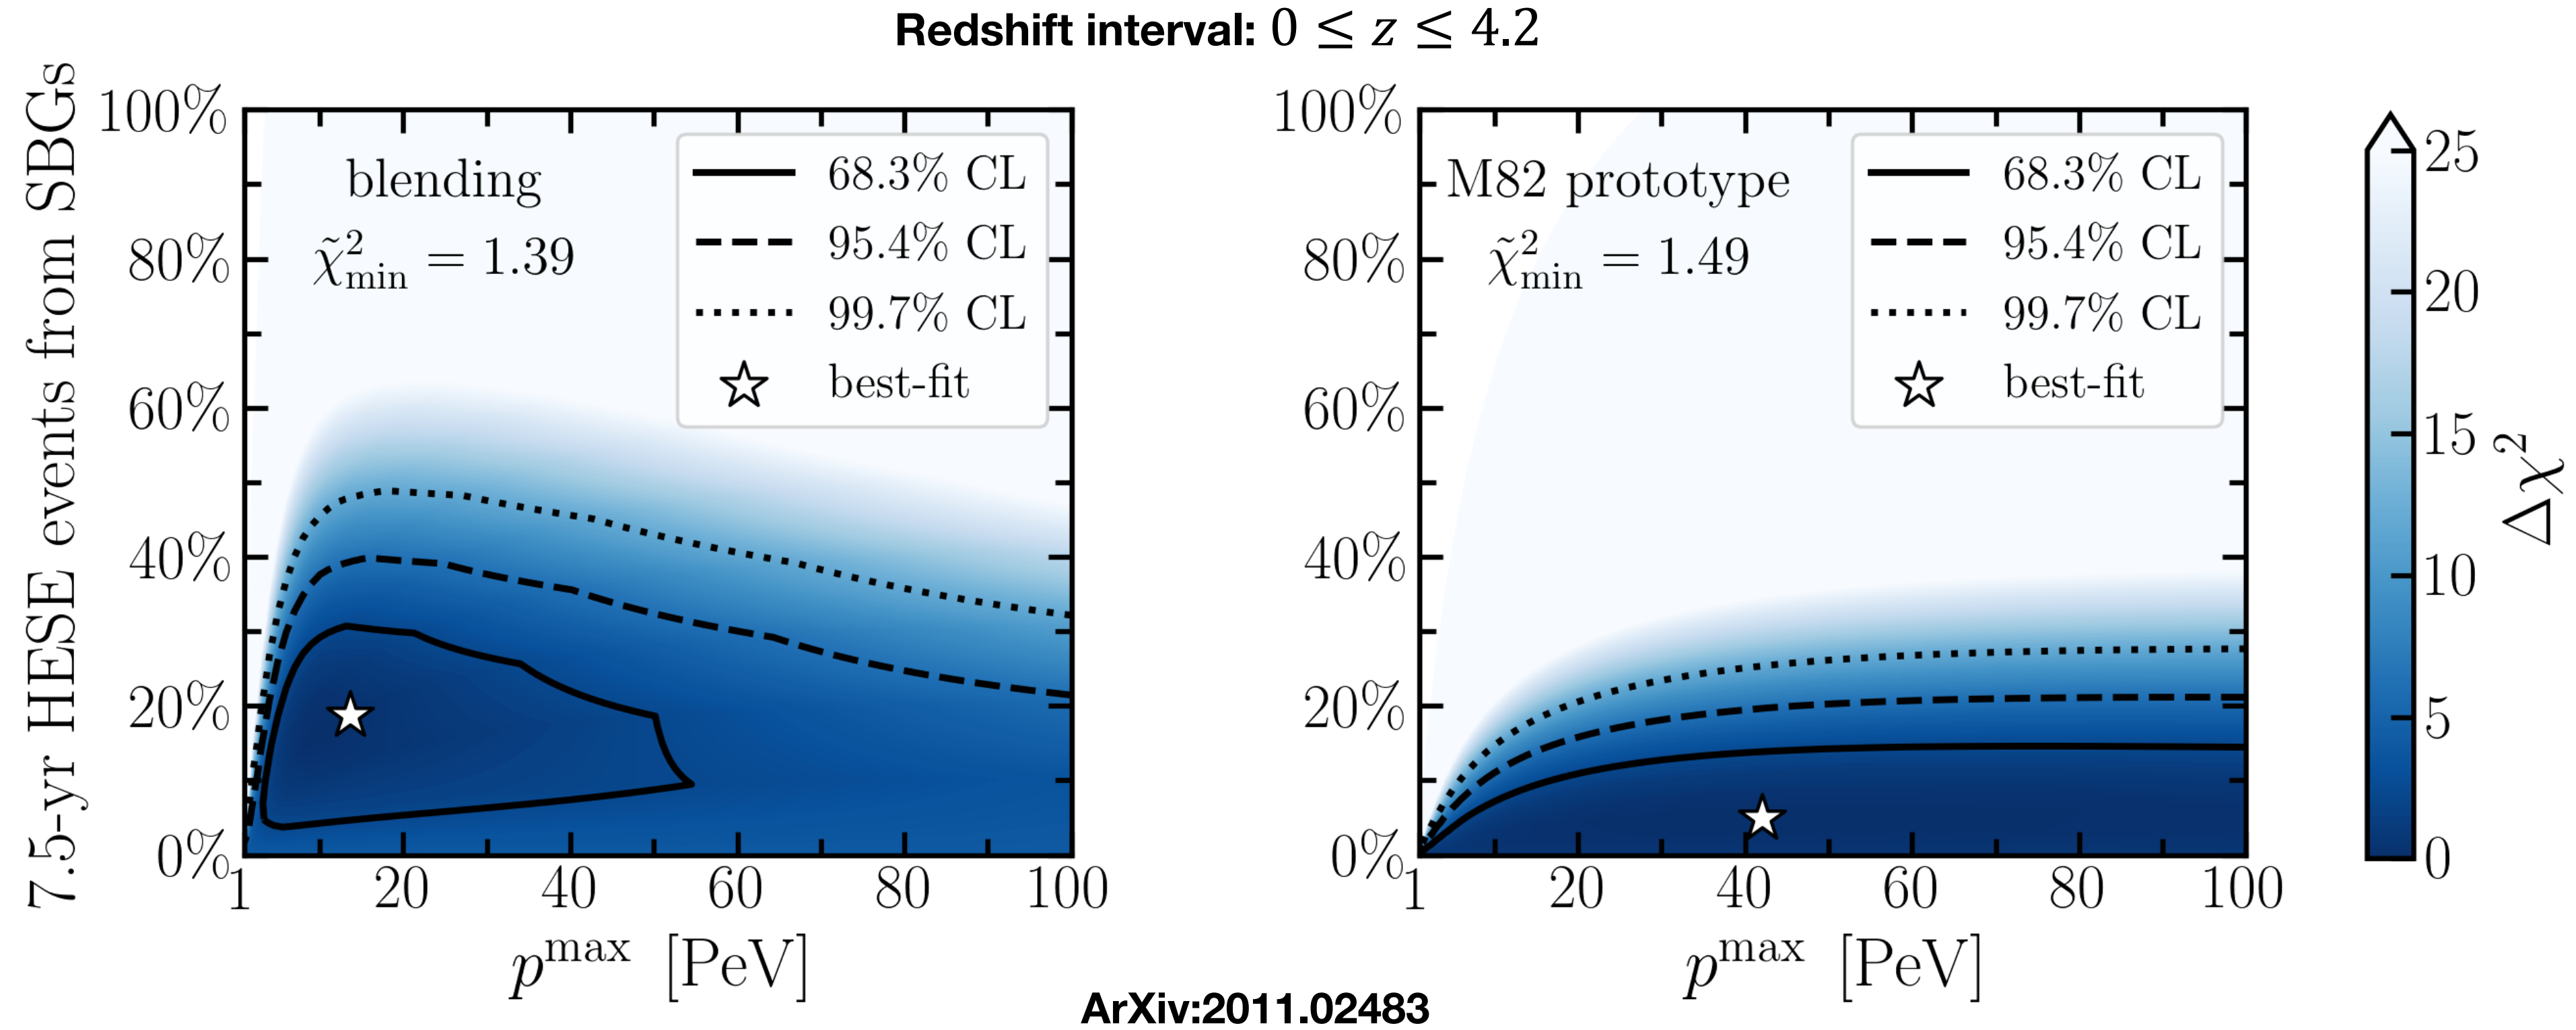 Redshift interval: 0 ≤ z ≤ 4.2
7.5-yr HESE events from SBGs
100%
80%
60%
40%
20%
0%
blending
χ̃²min = 1.39
68.3% CL
95.4% CL
99.7% CL
best-fit
1 20 40 60 80 100
pmax [PeV]
100%
80%
60%
40%
20%
0%
M82 prototype
χ̃²min = 1.49
68.3% CL
95.4% CL
99.7% CL
best-fit
1 20 40 60 80 100
pmax [PeV]
25
20
15
10
5
0
Δχ²
ArXiv:2011.02483